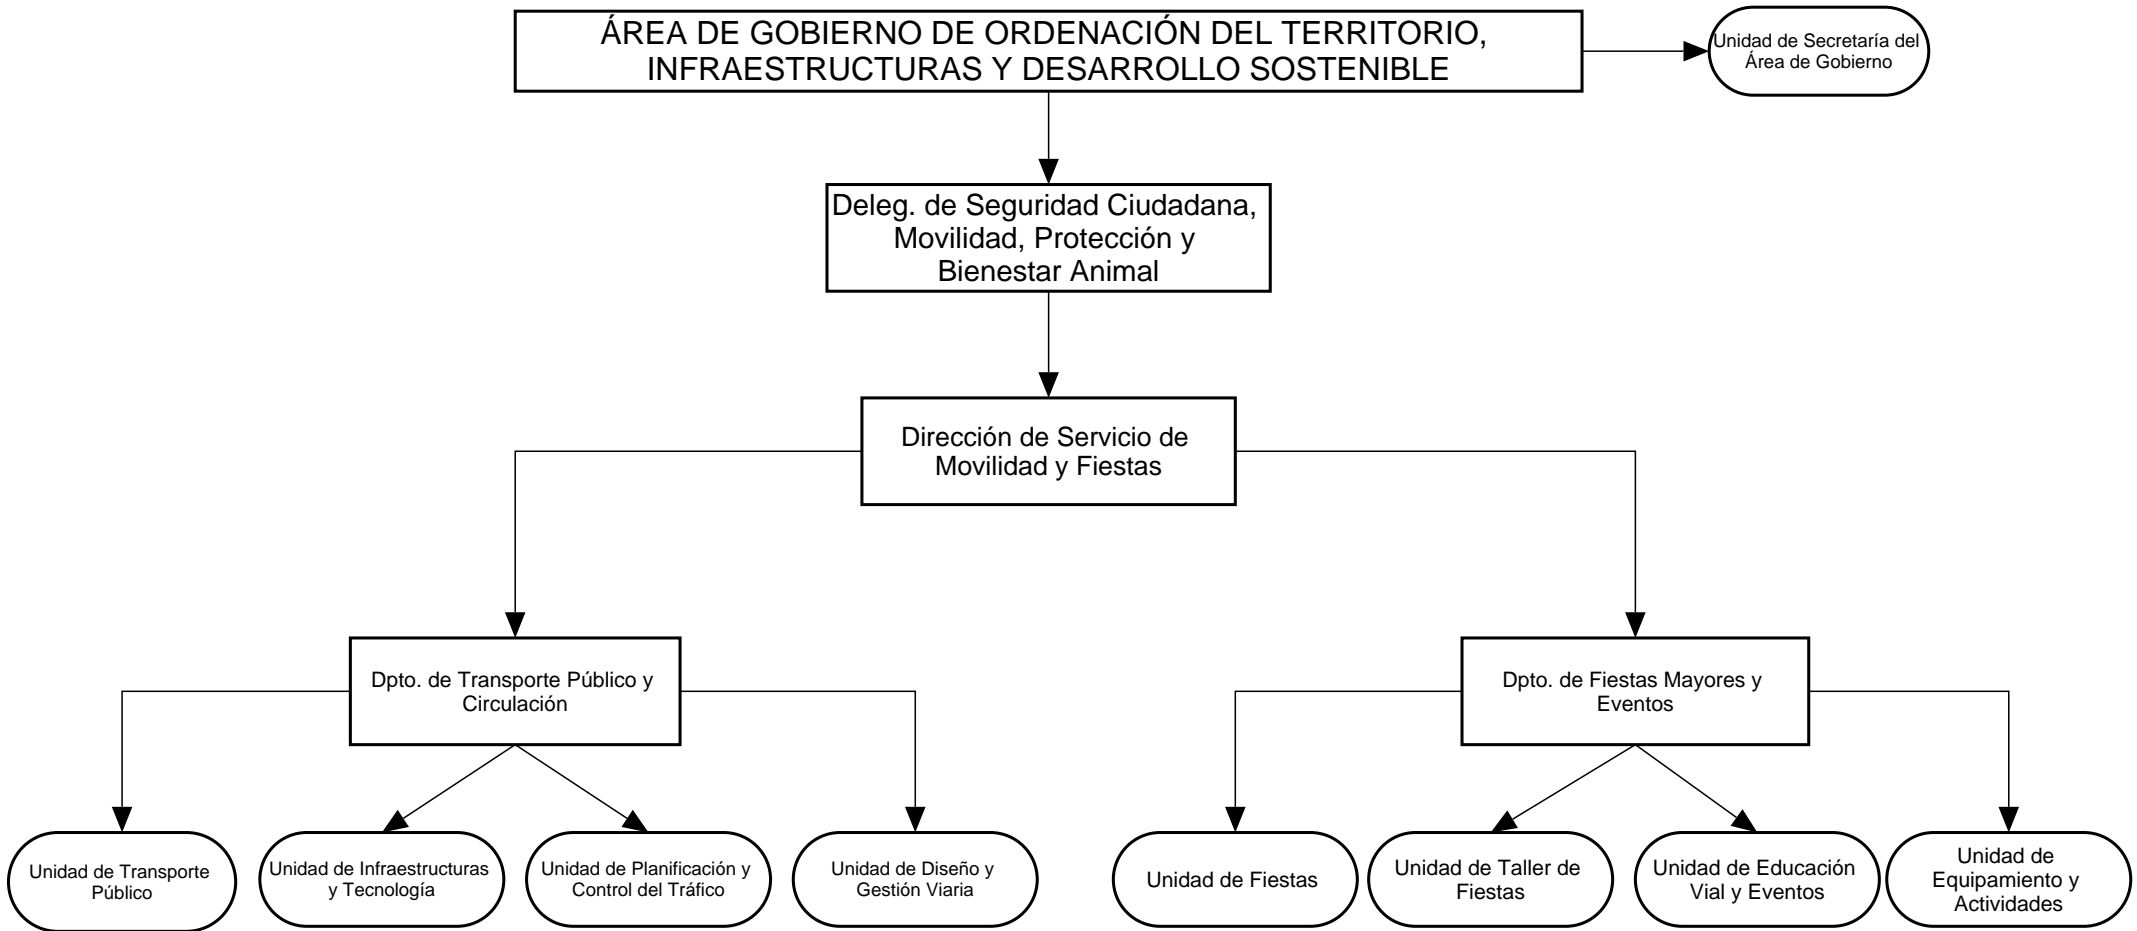 ÁREA DE GOBIERNO DE ORDENACIÓN DEL TERRITORIO,
INFRAESTRUCTURAS Y DESARROLLO SOSTENIBLE
Unidad de Secretaría del
Área de Gobierno
Deleg. de Seguridad Ciudadana,
Movilidad, Protección y
Bienestar Animal
Dirección de Servicio de
Movilidad y Fiestas
Dpto. de Transporte Público y
Circulación
Dpto. de Fiestas Mayores y
Eventos
Unidad de Transporte
Público
Unidad de Infraestructuras
y Tecnología
Unidad de Planificación y
Control del Tráfico
Unidad de Diseño y
Gestión Viaria
Unidad de Fiestas
Unidad de Taller de
Fiestas
Unidad de Educación
Vial y Eventos
Unidad de
Equipamiento y
Actividades